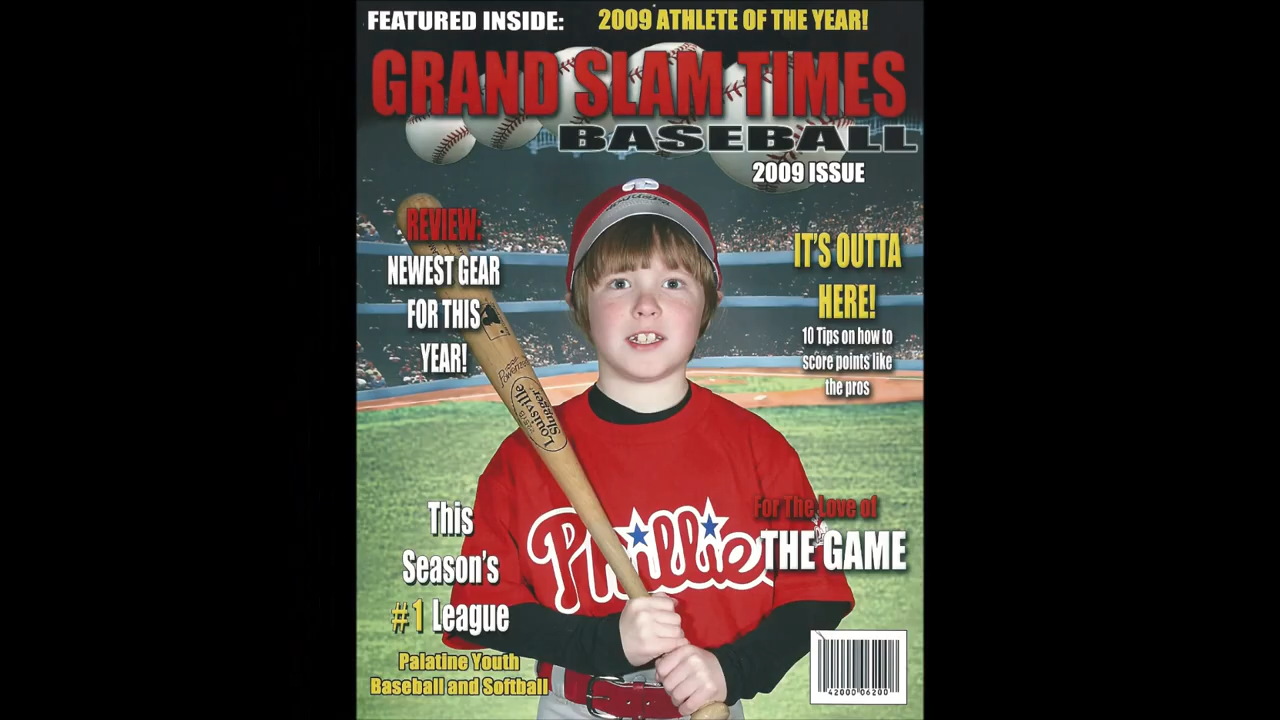 FEATURED INSIDE: 2009 ATHLETE OF THE YEAR!
GRAND SLAM TIMES
BASEBALL
2009 ISSUE
REVIEW:
NEWEST GEAR
FOR THIS
YEAR!
IT'S OUTTA
HERE!
10 Tips on how to
score points like
the pros
Powerized
Louisville
Slugger
Phillies
This
Season's
#1 League
For The Love of
THE GAME
Palatine Youth
Baseball and Softball
42000 06200